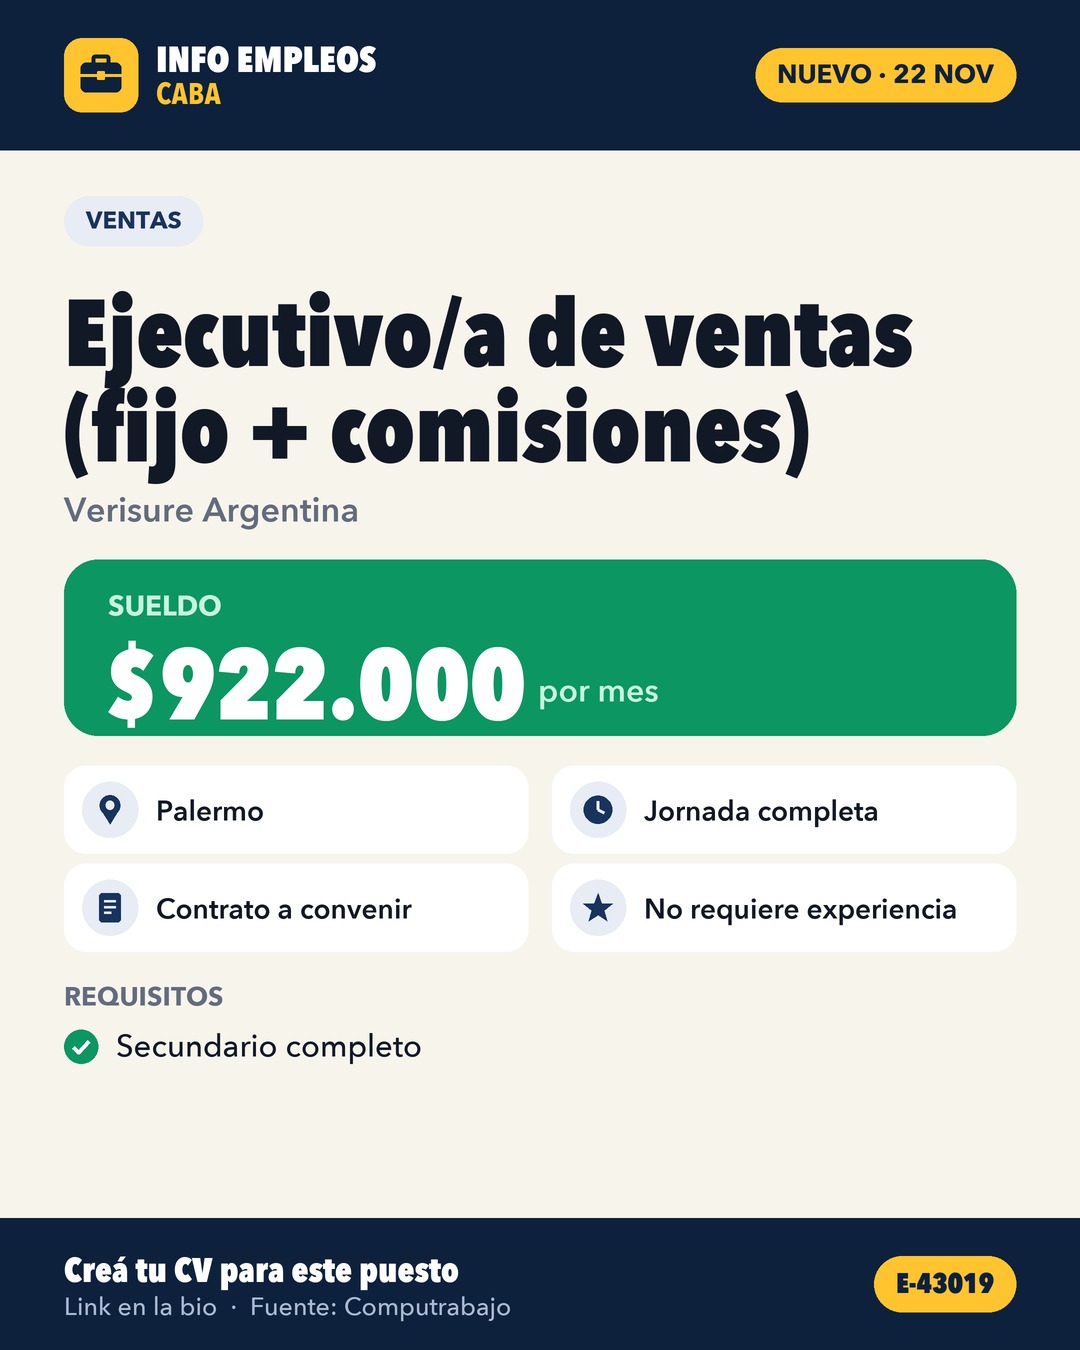 INFO EMPLEOS
CABA
NUEVO · 22 NOV
VENTAS
Ejecutivo/a de ventas
(fijo + comisiones)
Verisure Argentina
SUELDO
$922.000 por mes
Palermo
Jornada completa
Contrato a convenir
No requiere experiencia
REQUISITOS
Secundario completo
Creá tu CV para este puesto
Link en la bio · Fuente: Computrabajo
E-43019